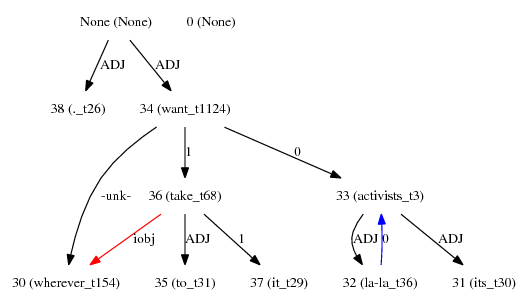 None (None) 0 (None)
ADJ ADJ
38 (._t26) 34 (want_t1124)
1 0
-unk- 36 (take_t68) 33 (activists_t3)
iobj ADJ 1 ADJ 0 ADJ
30 (wherever_t154) 35 (to_t31) 37 (it_t29) 32 (la-la_t36) 31 (its_t30)